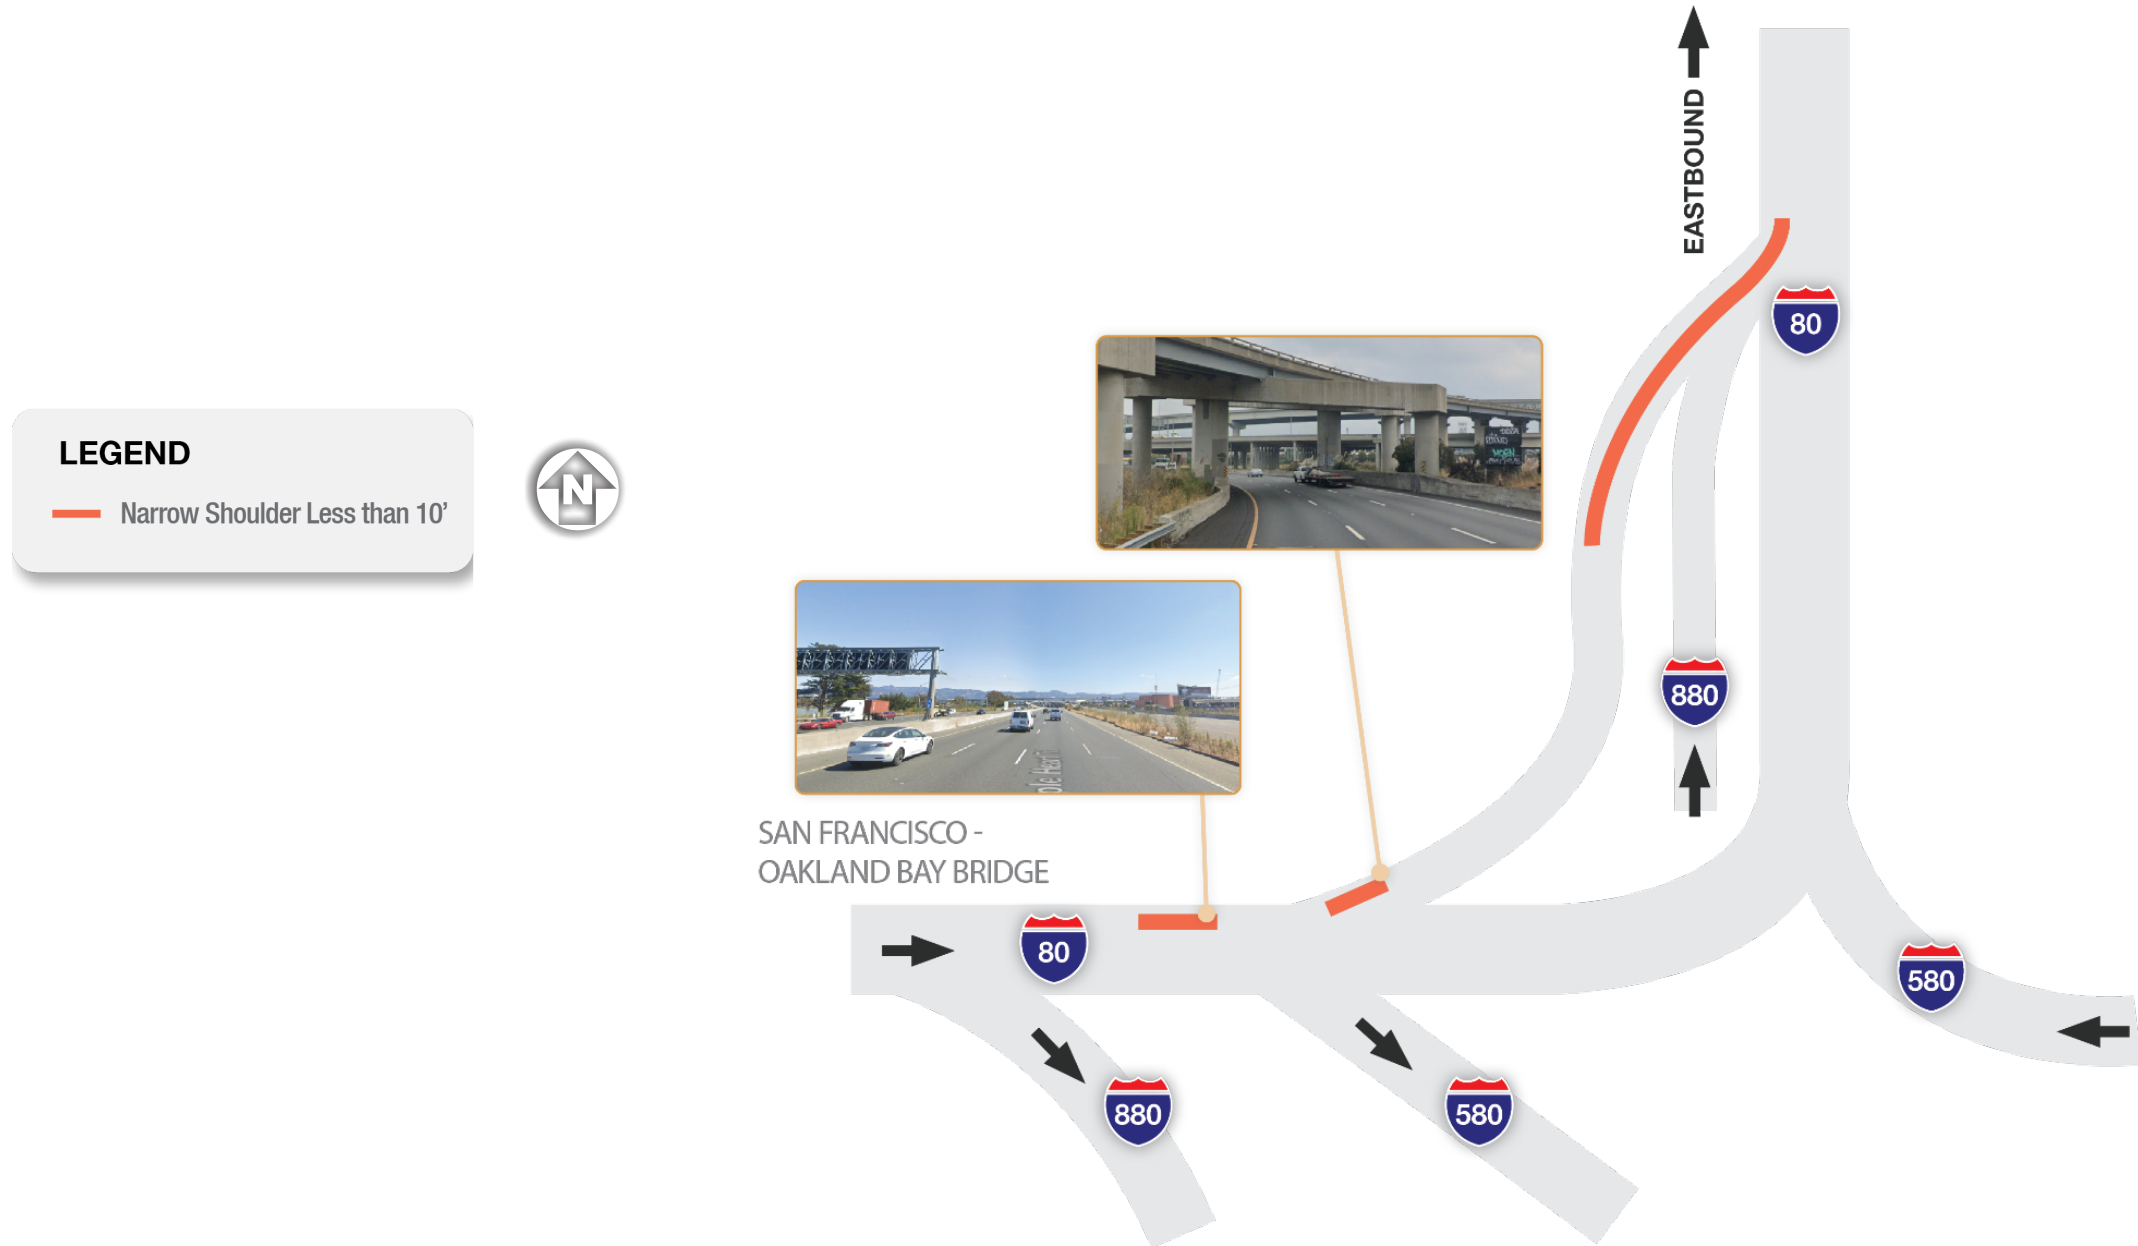 EASTBOUND
80
LEGEND
Narrow Shoulder Less than 10’
N
880
SAN FRANCISCO -
OAKLAND BAY BRIDGE
80
580
880
580